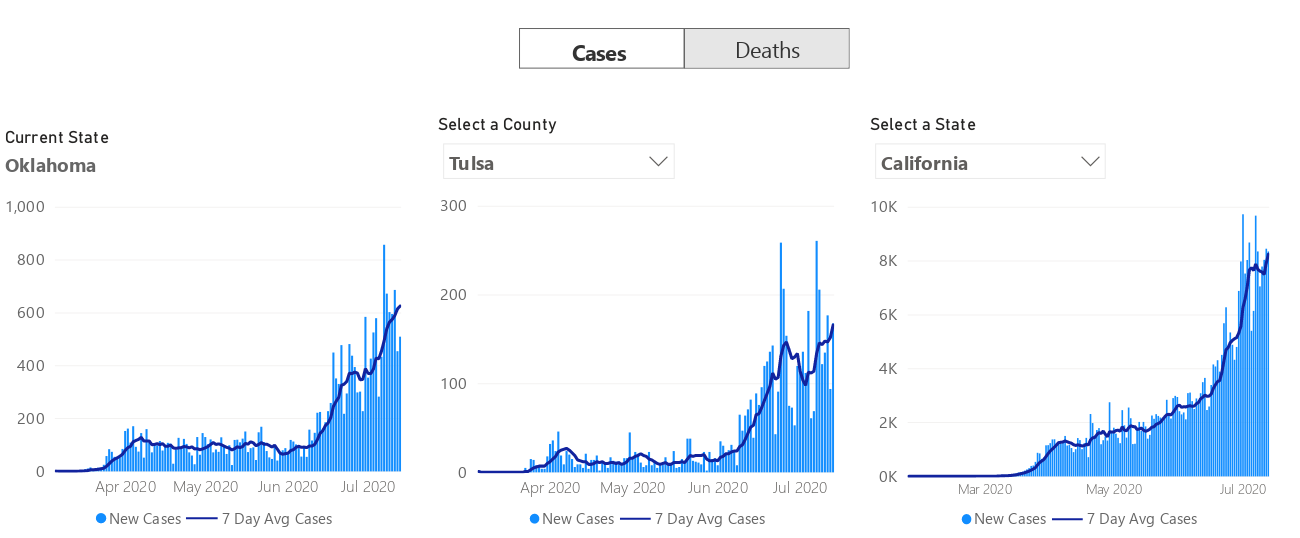 Cases
Deaths
Current State
Oklahoma
1,000
800
600
400
200
0
Apr 2020
May 2020
Jun 2020
Jul 2020
New Cases
7 Day Avg Cases
Select a County
Tulsa
300
200
100
0
Apr 2020
May 2020
Jun 2020
Jul 2020
New Cases
7 Day Avg Cases
Select a State
California
10K
8K
6K
4K
2K
0K
Mar 2020
May 2020
Jul 2020
New Cases
7 Day Avg Cases